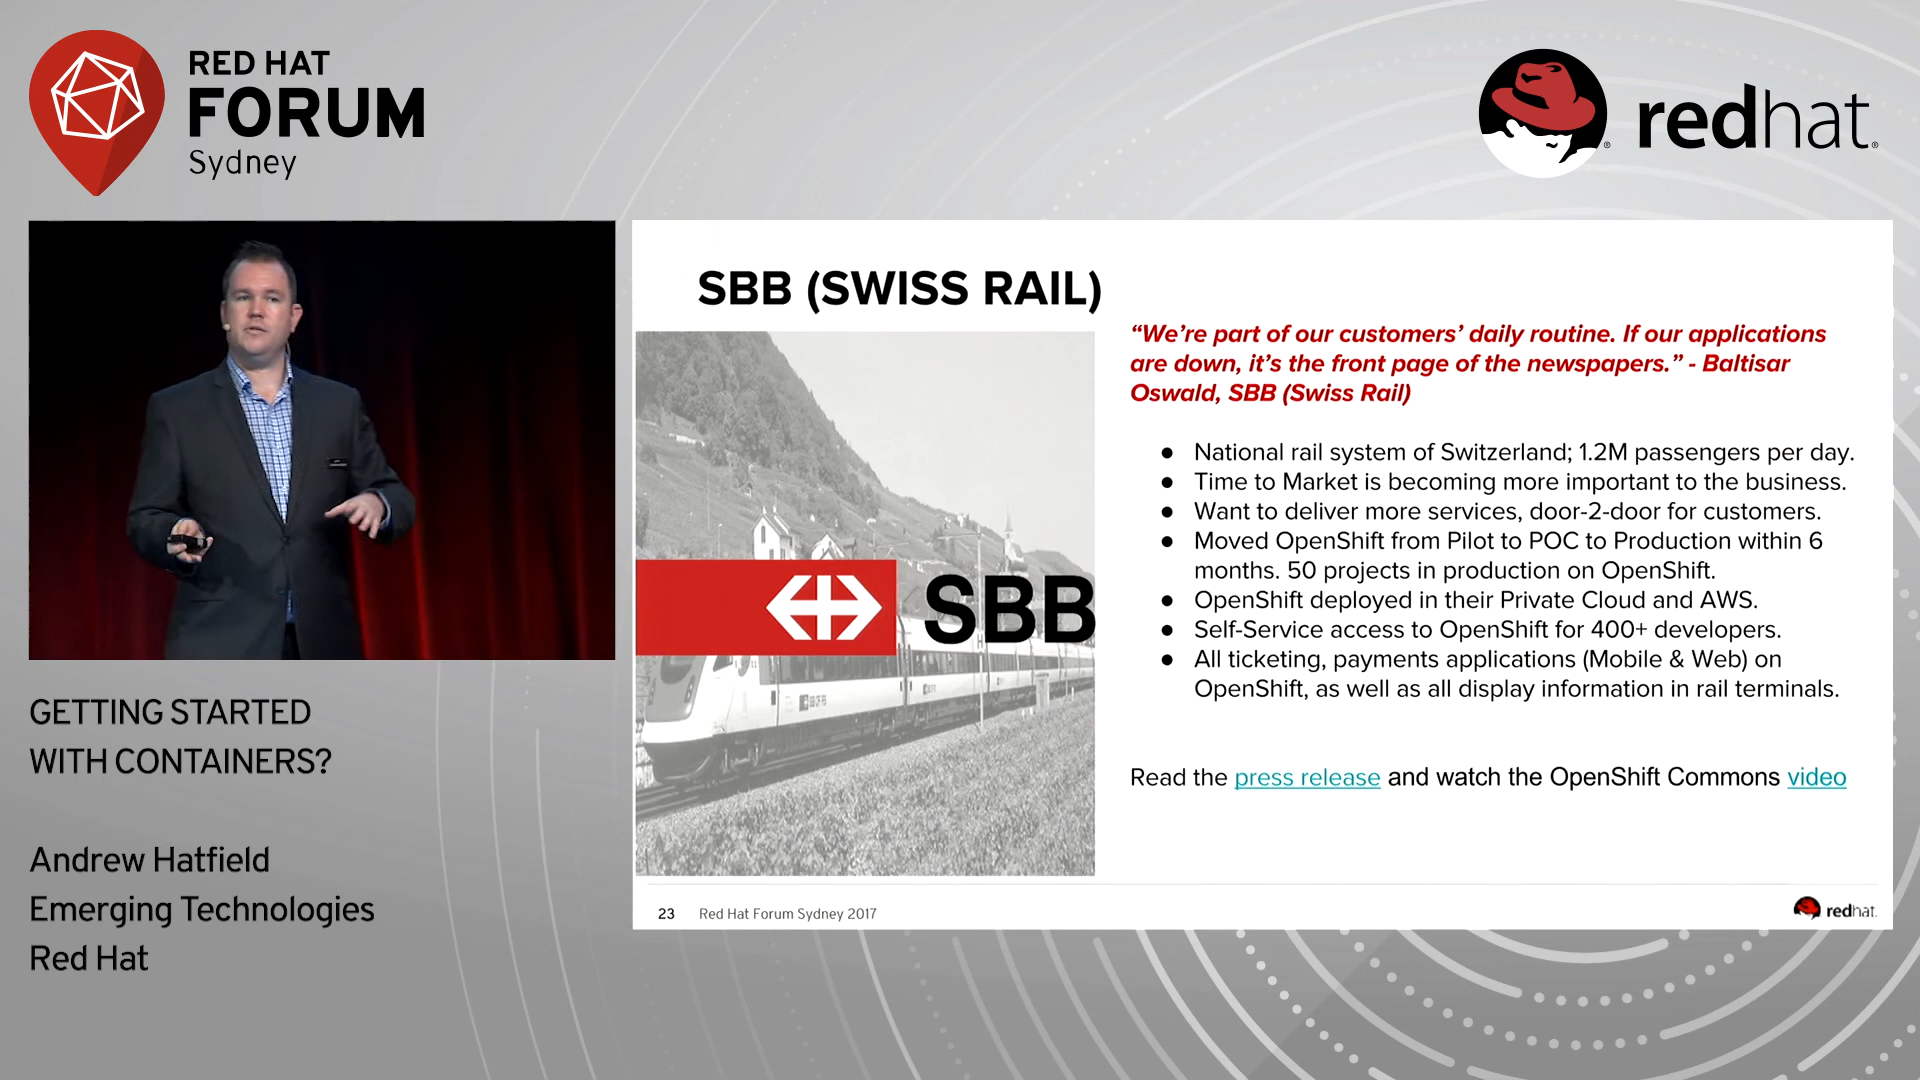 RED HAT
FORUM
Sydney
redhat.
GETTING STARTED
WITH CONTAINERS?
Andrew Hatfield
Emerging Technologies
Red Hat
SBB (SWISS RAIL)
SBB
“We’re part of our customers’ daily routine. If our applications
are down, it’s the front page of the newspapers.” - Baltisar
Oswald, SBB (Swiss Rail)
● National rail system of Switzerland; 1.2M passengers per day.
● Time to Market is becoming more important to the business.
● Want to deliver more services, door-2-door for customers.
● Moved OpenShift from Pilot to POC to Production within 6
months. 50 projects in production on OpenShift.
● OpenShift deployed in their Private Cloud and AWS.
● Self-Service access to OpenShift for 400+ developers.
● All ticketing, payments applications (Mobile & Web) on
OpenShift, as well as all display information in rail terminals.
Read the press release and watch the OpenShift Commons video
23 Red Hat Forum Sydney 2017
redhat.